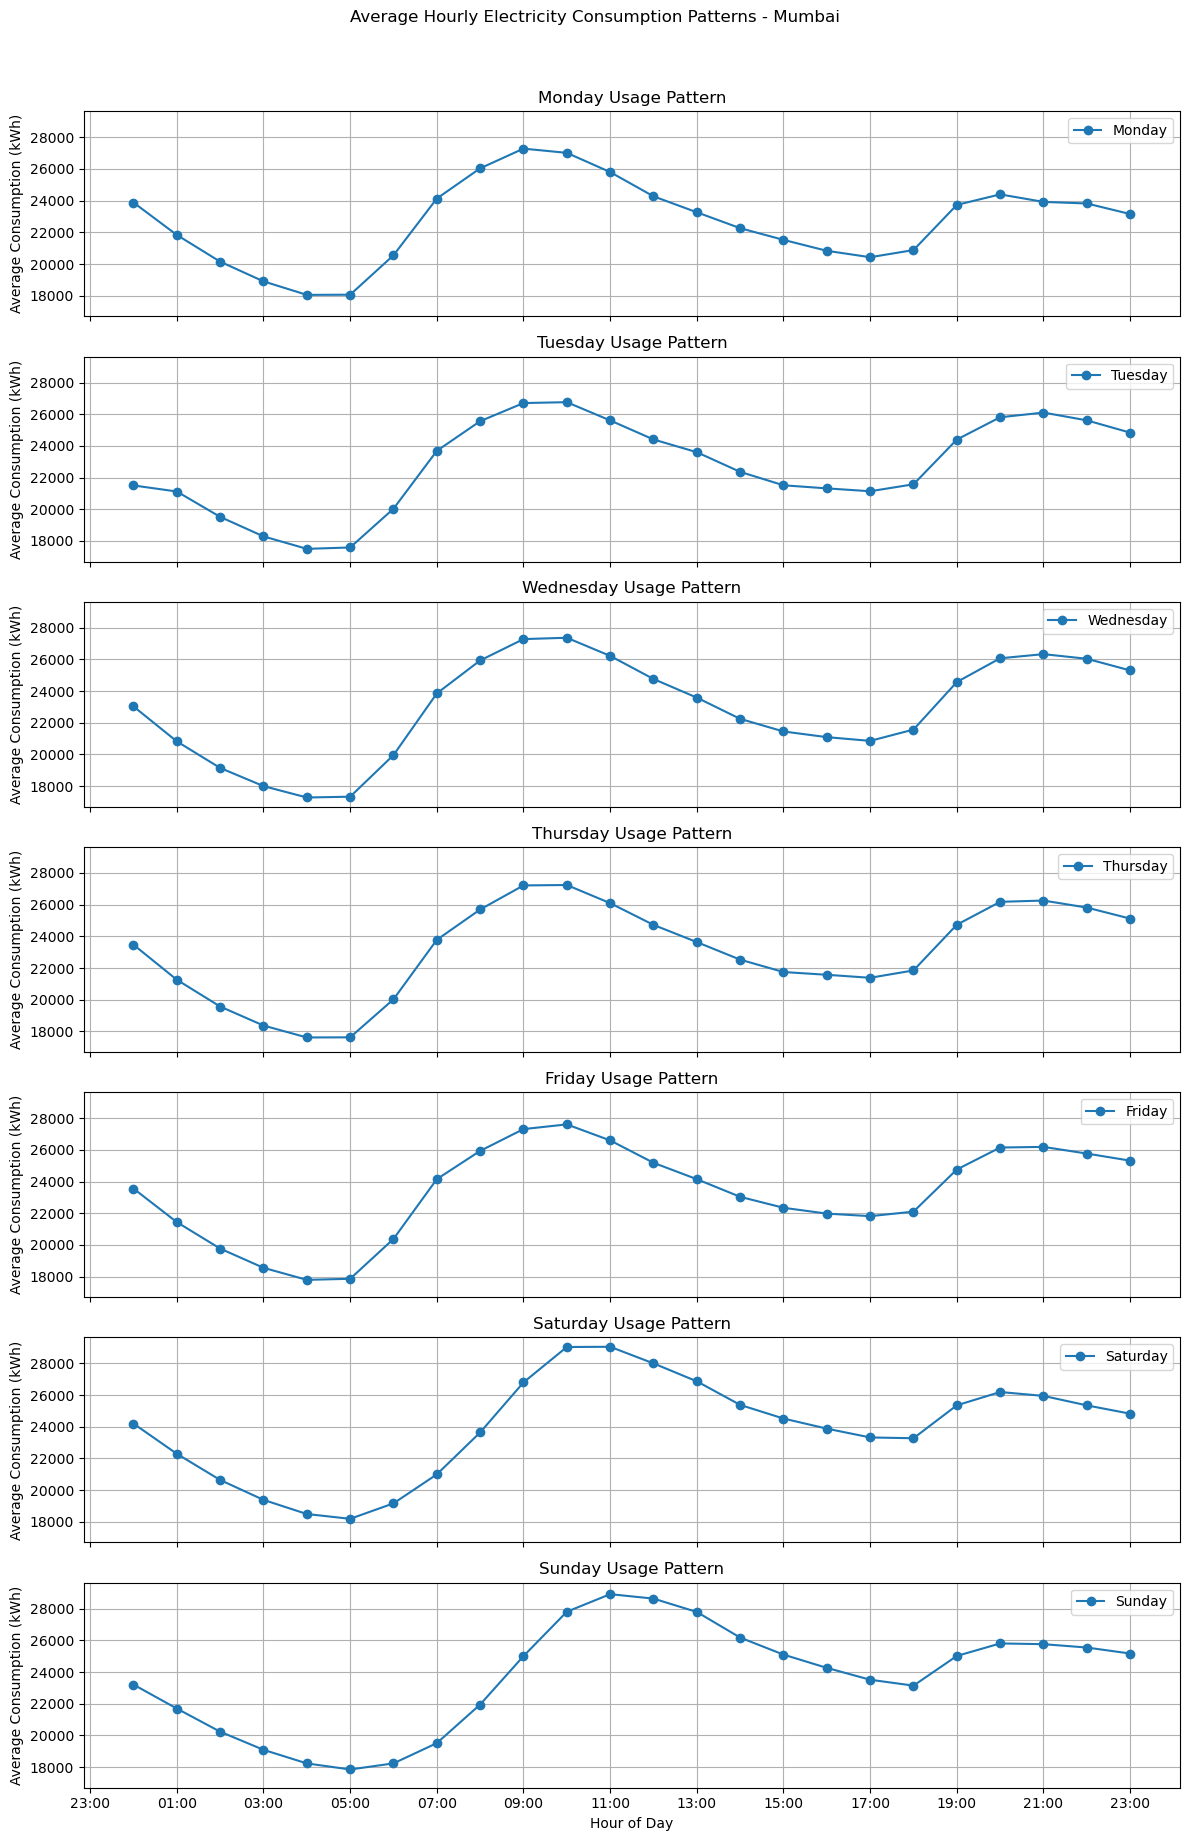 Average Hourly Electricity Consumption Patterns - Mumbai
Monday Usage Pattern
Average Consumption (kWh)
28000
26000
24000
22000
20000
18000
Monday
Tuesday Usage Pattern
Average Consumption (kWh)
28000
26000
24000
22000
20000
18000
Tuesday
Wednesday Usage Pattern
Average Consumption (kWh)
28000
26000
24000
22000
20000
18000
Wednesday
Thursday Usage Pattern
Average Consumption (kWh)
28000
26000
24000
22000
20000
18000
Thursday
Friday Usage Pattern
Average Consumption (kWh)
28000
26000
24000
22000
20000
18000
Friday
Saturday Usage Pattern
Average Consumption (kWh)
28000
26000
24000
22000
20000
18000
Saturday
Sunday Usage Pattern
Average Consumption (kWh)
28000
26000
24000
22000
20000
18000
Sunday
23:00 01:00 03:00 05:00 07:00 09:00 11:00 13:00 15:00 17:00 19:00 21:00 23:00
Hour of Day